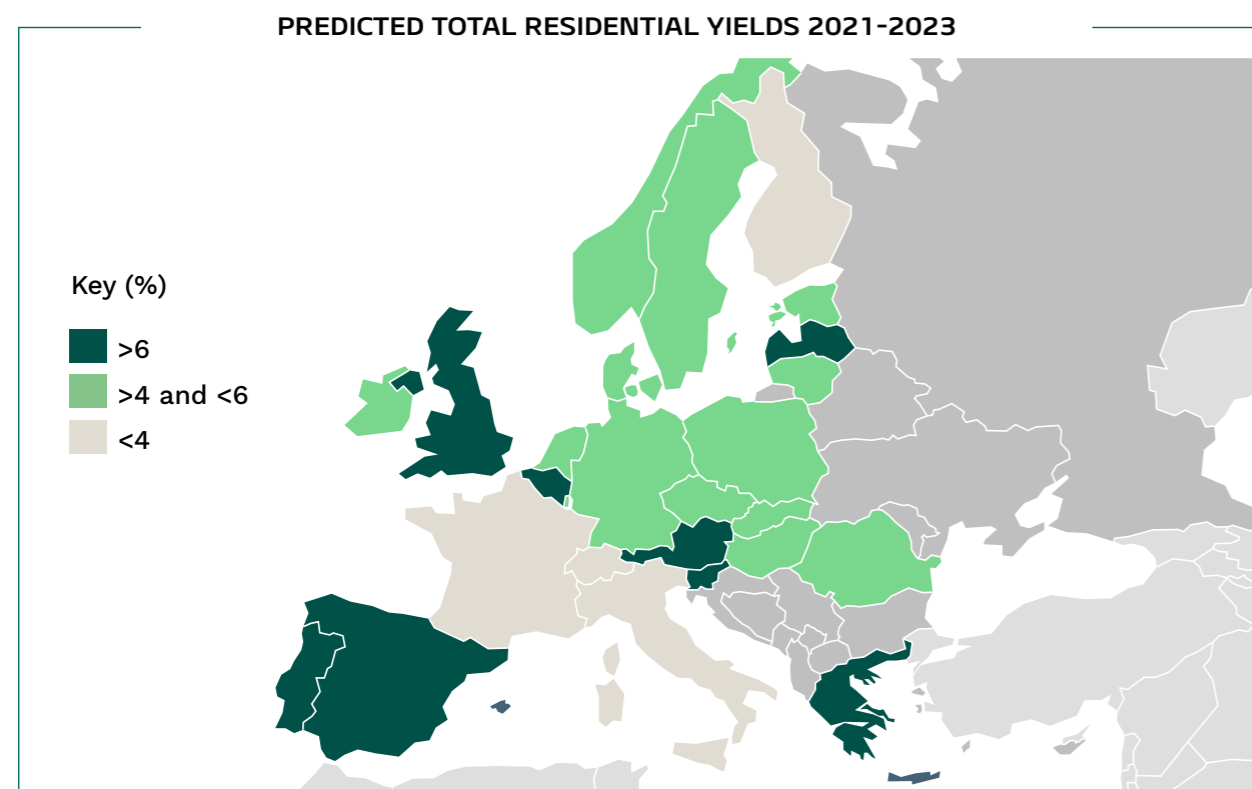 PREDICTED TOTAL RESIDENTIAL YIELDS 2021-2023
Key (%)
>6
>4 and <6
<4